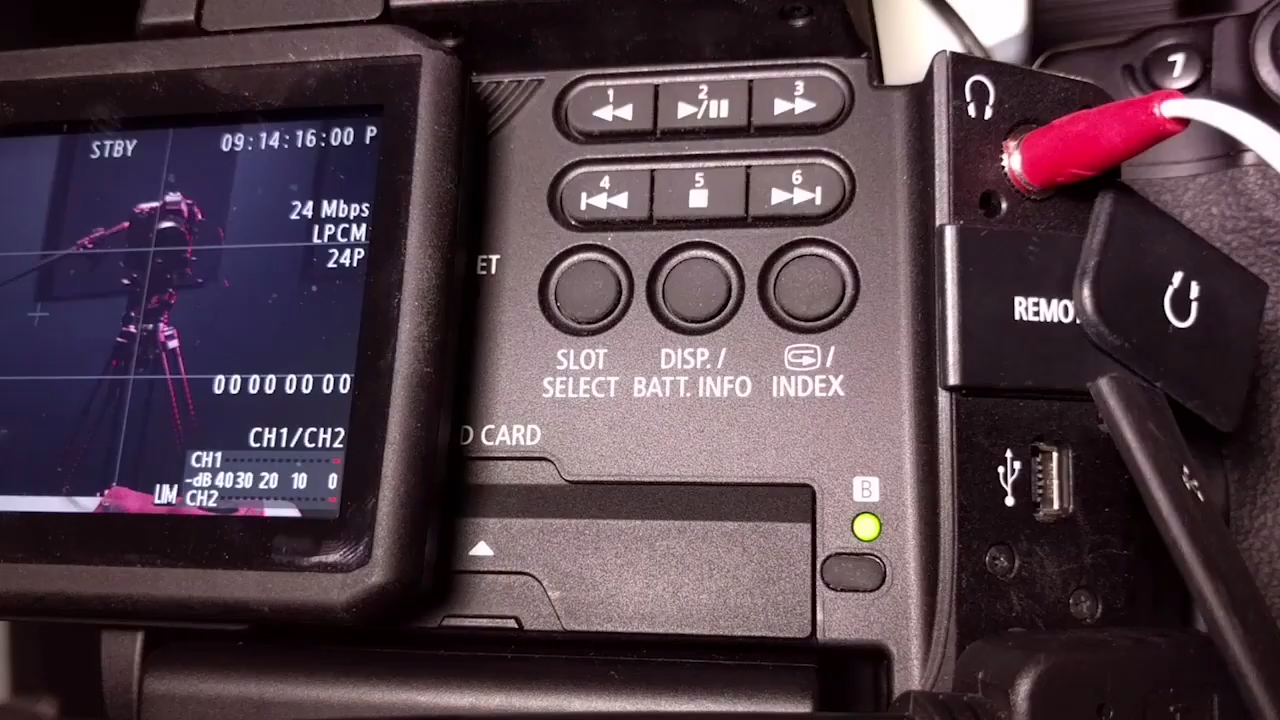 STBY
09:14:16:00 P
24 Mbps
LPCM
24P
00 00 00 00
CH1/CH2
CH1
-dB 40 30 20 10 0
LIM
CH2
1
2
3
4
5
6
ET
SLOT
SELECT
DISP. /
BATT. INFO
/
INDEX
D CARD
B
REMO
7